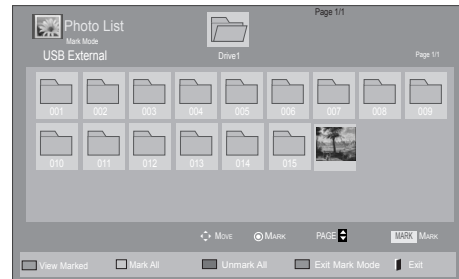 Page 1/1
Photo List
Mark Mode
USB External
Drive1
Page 1/1
001 002 003 004 005 006 007 008 009
010 011 012 013 014 015
MOVE MARK PAGE MARK MARK
View Marked Mark All Unmark All Exit Mark Mode Exit